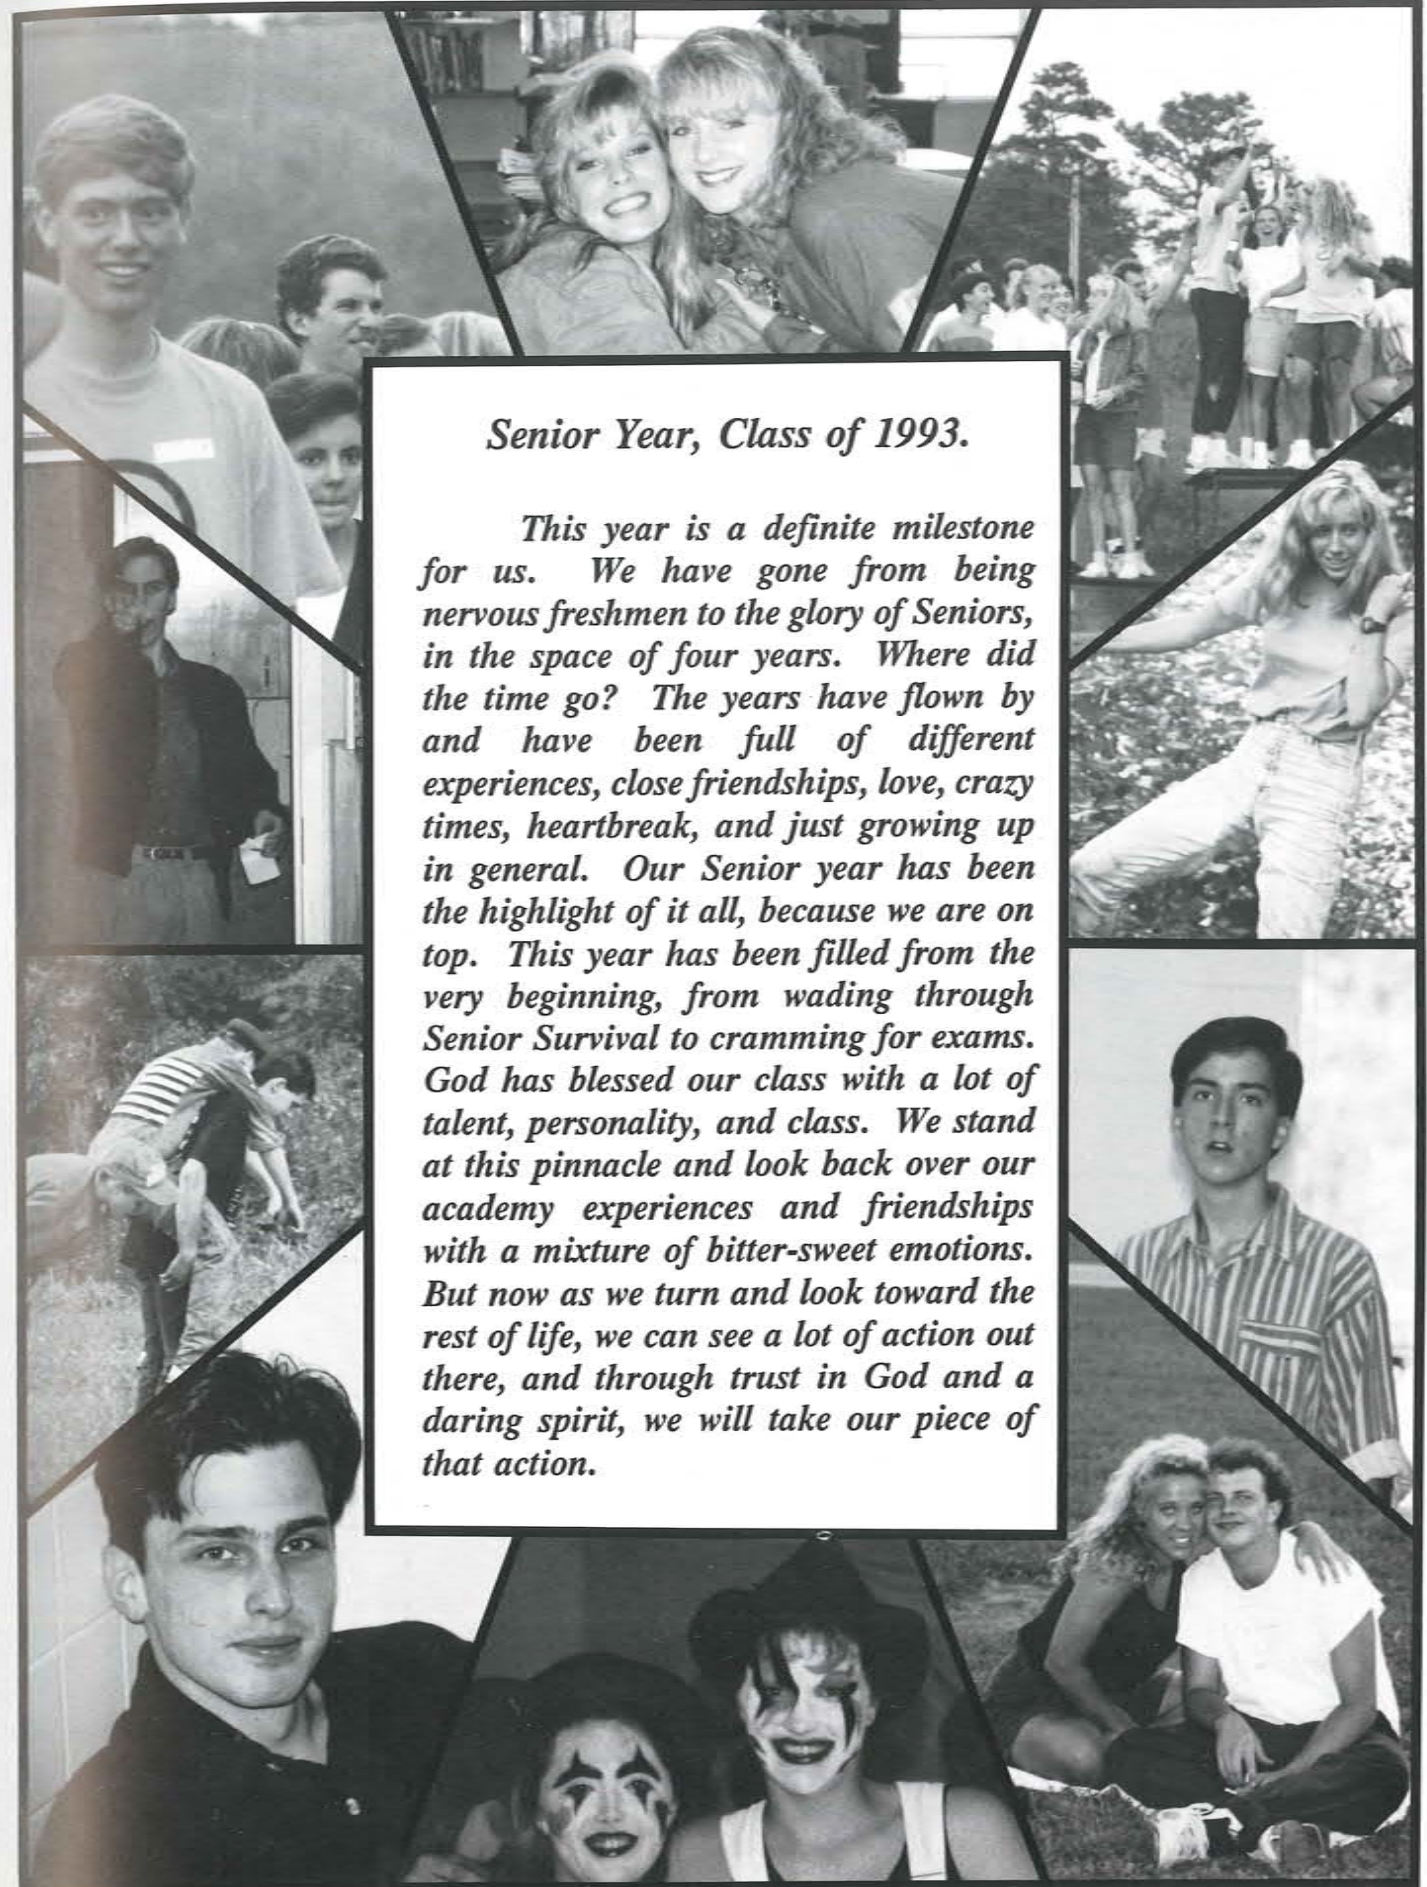 Senior Year, Class of 1993.
This year is a definite milestone
for us. We have gone from being
nervous freshmen to the glory of Seniors,
in the space of four years. Where did
the time go? The years have flown by
and have been full of different
experiences, close friendships, love, crazy
times, heartbreak, and just growing up
in general. Our Senior year has been
the highlight of it all, because we are on
top. This year has been filled from the
very beginning, from wading through
Senior Survival to cramming for exams.
God has blessed our class with a lot of
talent, personality, and class. We stand
at this pinnacle and look back over our
academy experiences and friendships
with a mixture of bitter-sweet emotions.
But now as we turn and look toward the
rest of life, we can see a lot of action out
there, and through trust in God and a
daring spirit, we will take our piece of
that action.